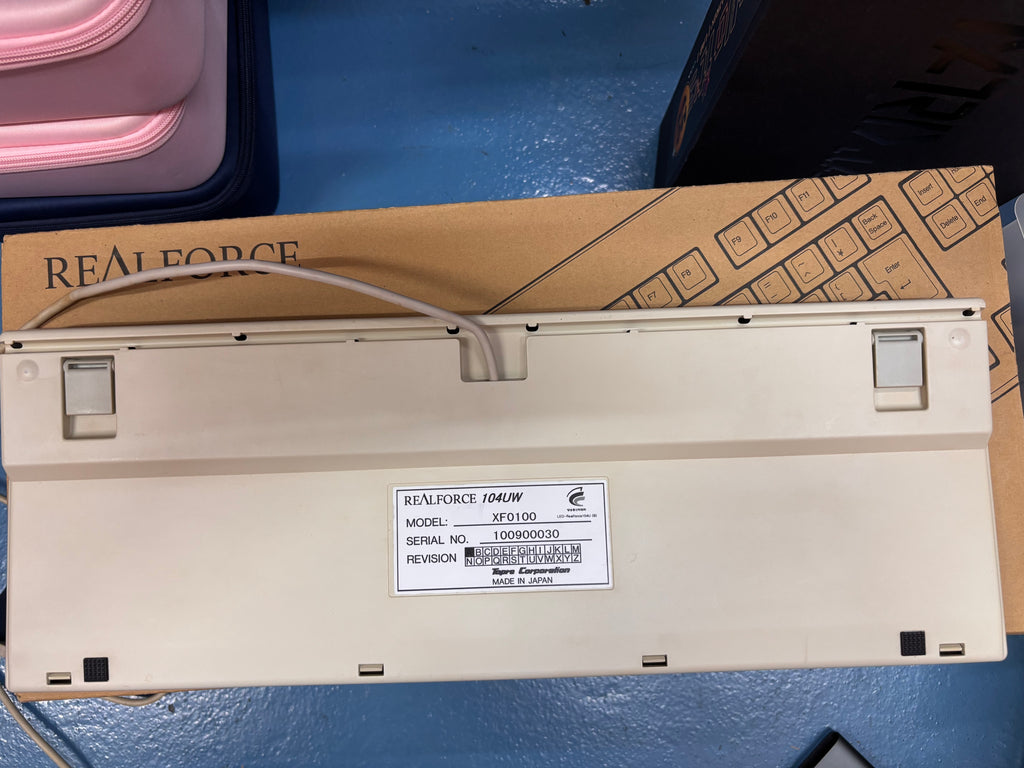 REALFORCE
F7
F8
F9
F10
F11
Back
Space
Insert
Delete
End
Enter
REALFORCE 104UW
MODEL: XF0100
SERIAL NO. 100900030
REVISION BCDEFGHIJKLM
NOPQRSTUVWXYZ
Topre Corporation
MADE IN JAPAN